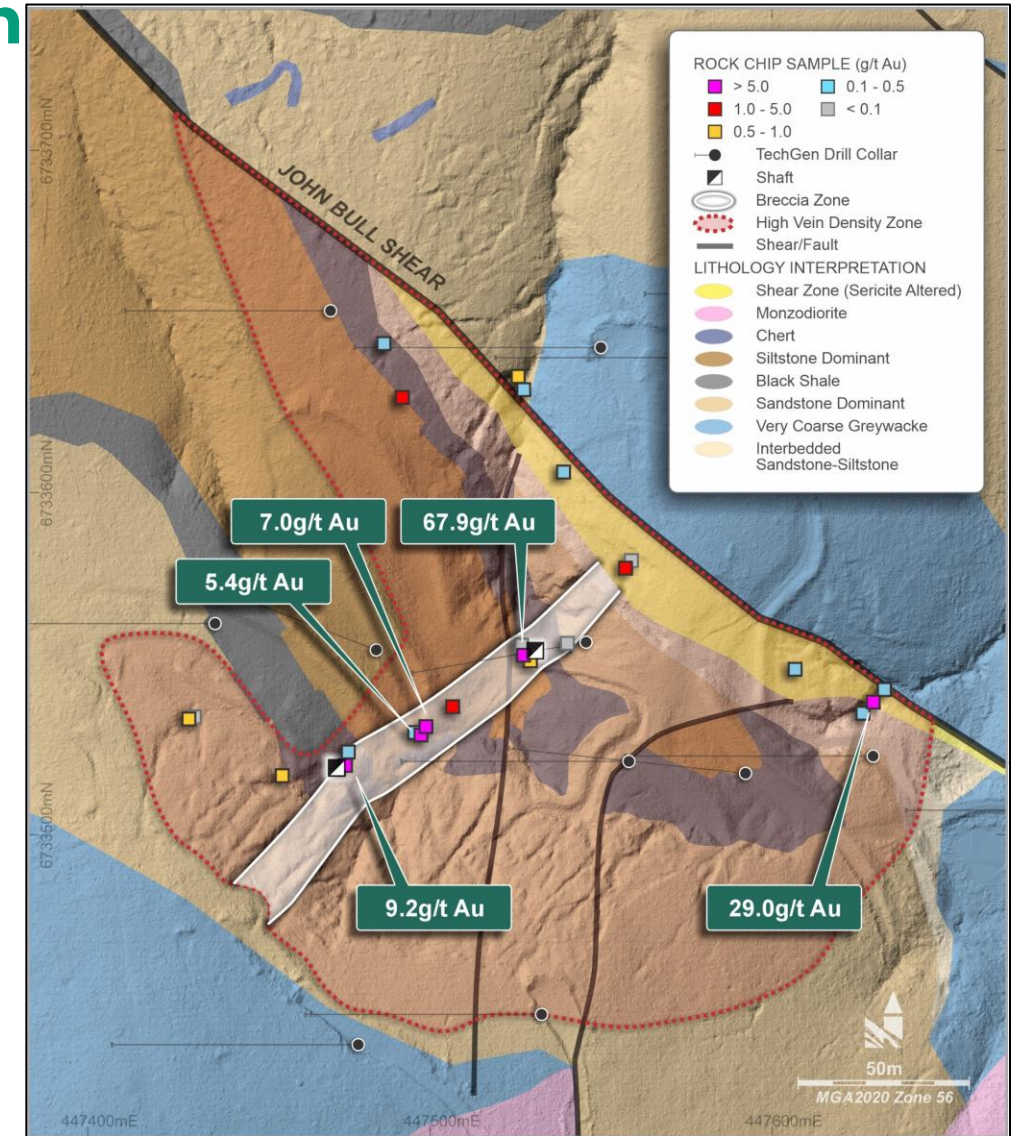 n
ROCK CHIP SAMPLE (g/t Au)
> 5.0
0.1 - 0.5
1.0 - 5.0
< 0.1
0.5 - 1.0
TechGen Drill Collar
Shaft
Breccia Zone
High Vein Density Zone
Shear/Fault
LITHOLOGY INTERPRETATION
Shear Zone (Sericite Altered)
Monzodiorite
Chert
Siltstone Dominant
Black Shale
Sandstone Dominant
Very Coarse Greywacke
Interbedded
Sandstone-Siltstone
6733700mN
JOHN BULL SHEAR
6733600mN
7.0g/t Au
67.9g/t Au
5.4g/t Au
6733500mN
9.2g/t Au
29.0g/t Au
50m
MGA2020 Zone 56
447400mE
447500mE
447600mE